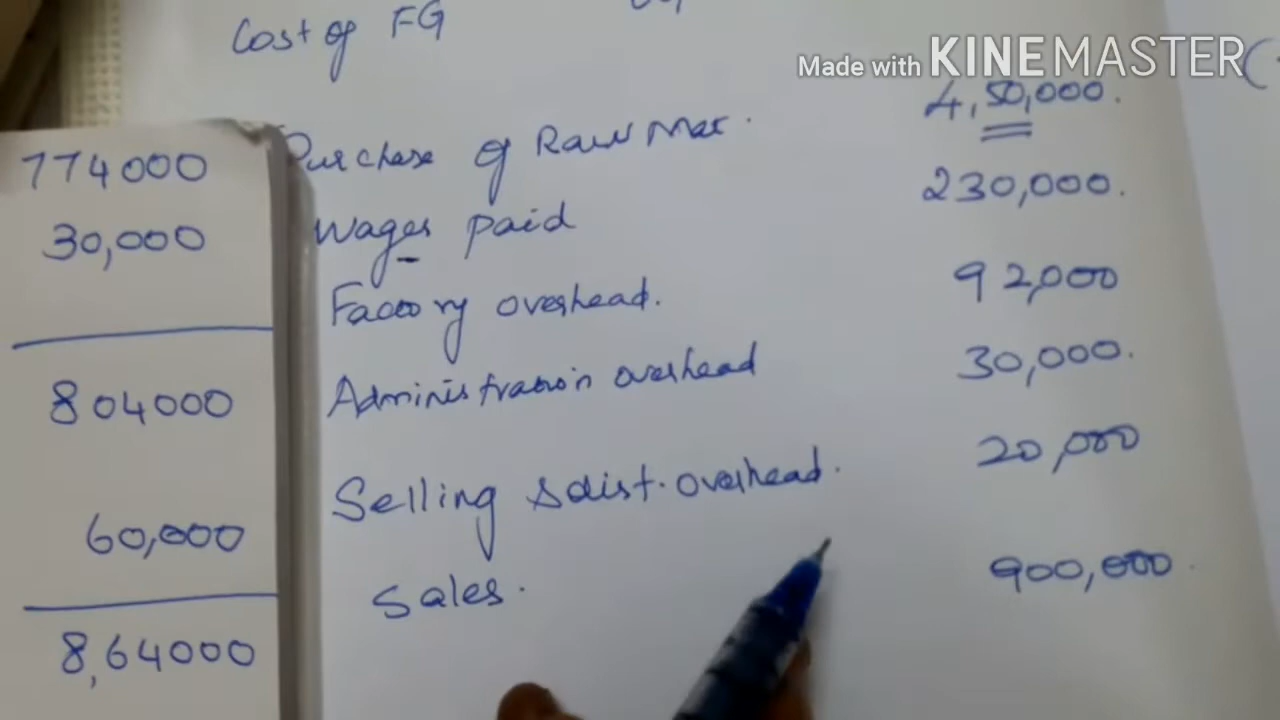 Cost of FG
Made with KINEMASTER
Purchase of Raw Mat. 4,50,000.
774000
Wages paid 230,000.
30,000
Factory overhead. 92,000
804000
Administration overhead 30,000.
Selling & dist. overhead. 20,000
60,000
Sales. 900,000.
8,64000